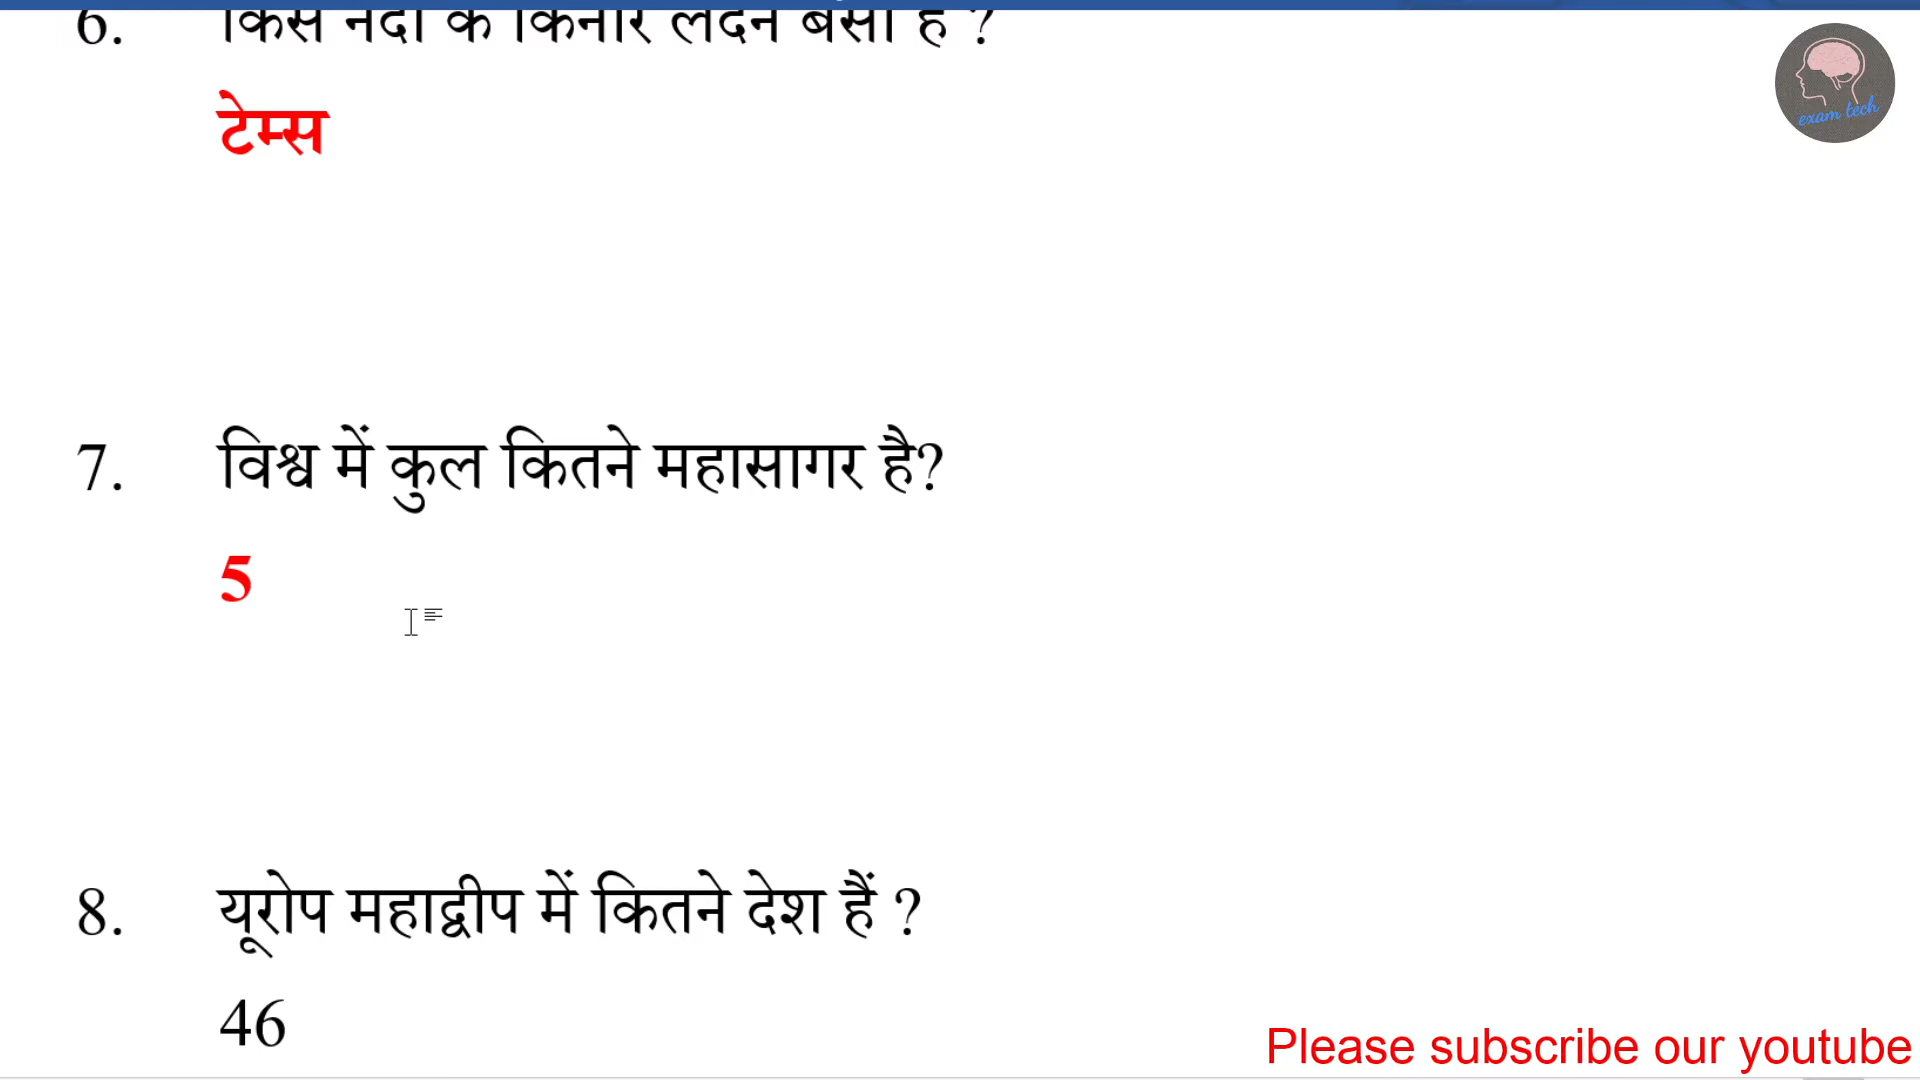 6. किस नदी के किनारे लंदन बसा है ?
exam tech
टेम्स
7. विश्व में कुल कितने महासागर है?
5
8. यूरोप महाद्वीप में कितने देश हैं ?
46
Please subscribe our youtube